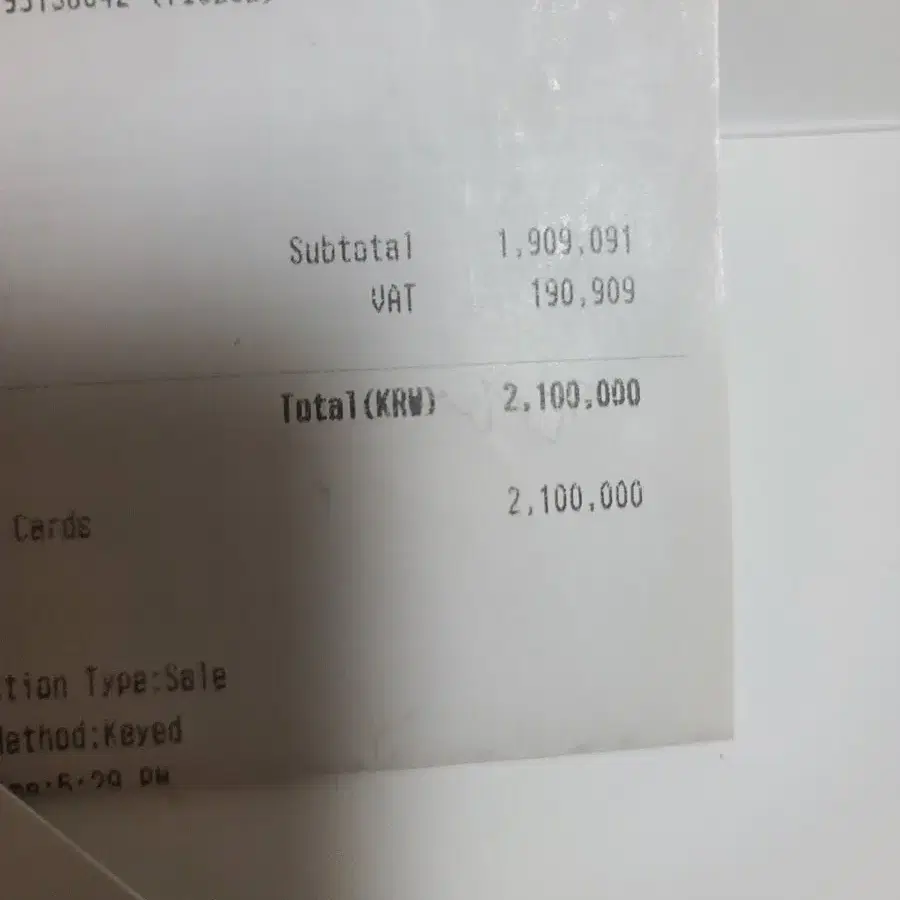 Subtotal 1,909,091
VAT 190,909
Total(KRW) 2,100,000
2,100,000
Cards
tion Type:Sale
ethod:Keyed